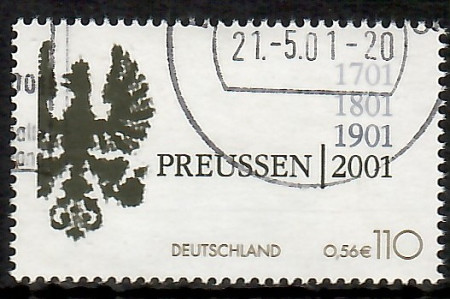 21.-5.01-20
1701
1801
1901
PREUSSEN|2001
DEUTSCHLAND 0,56€ 110